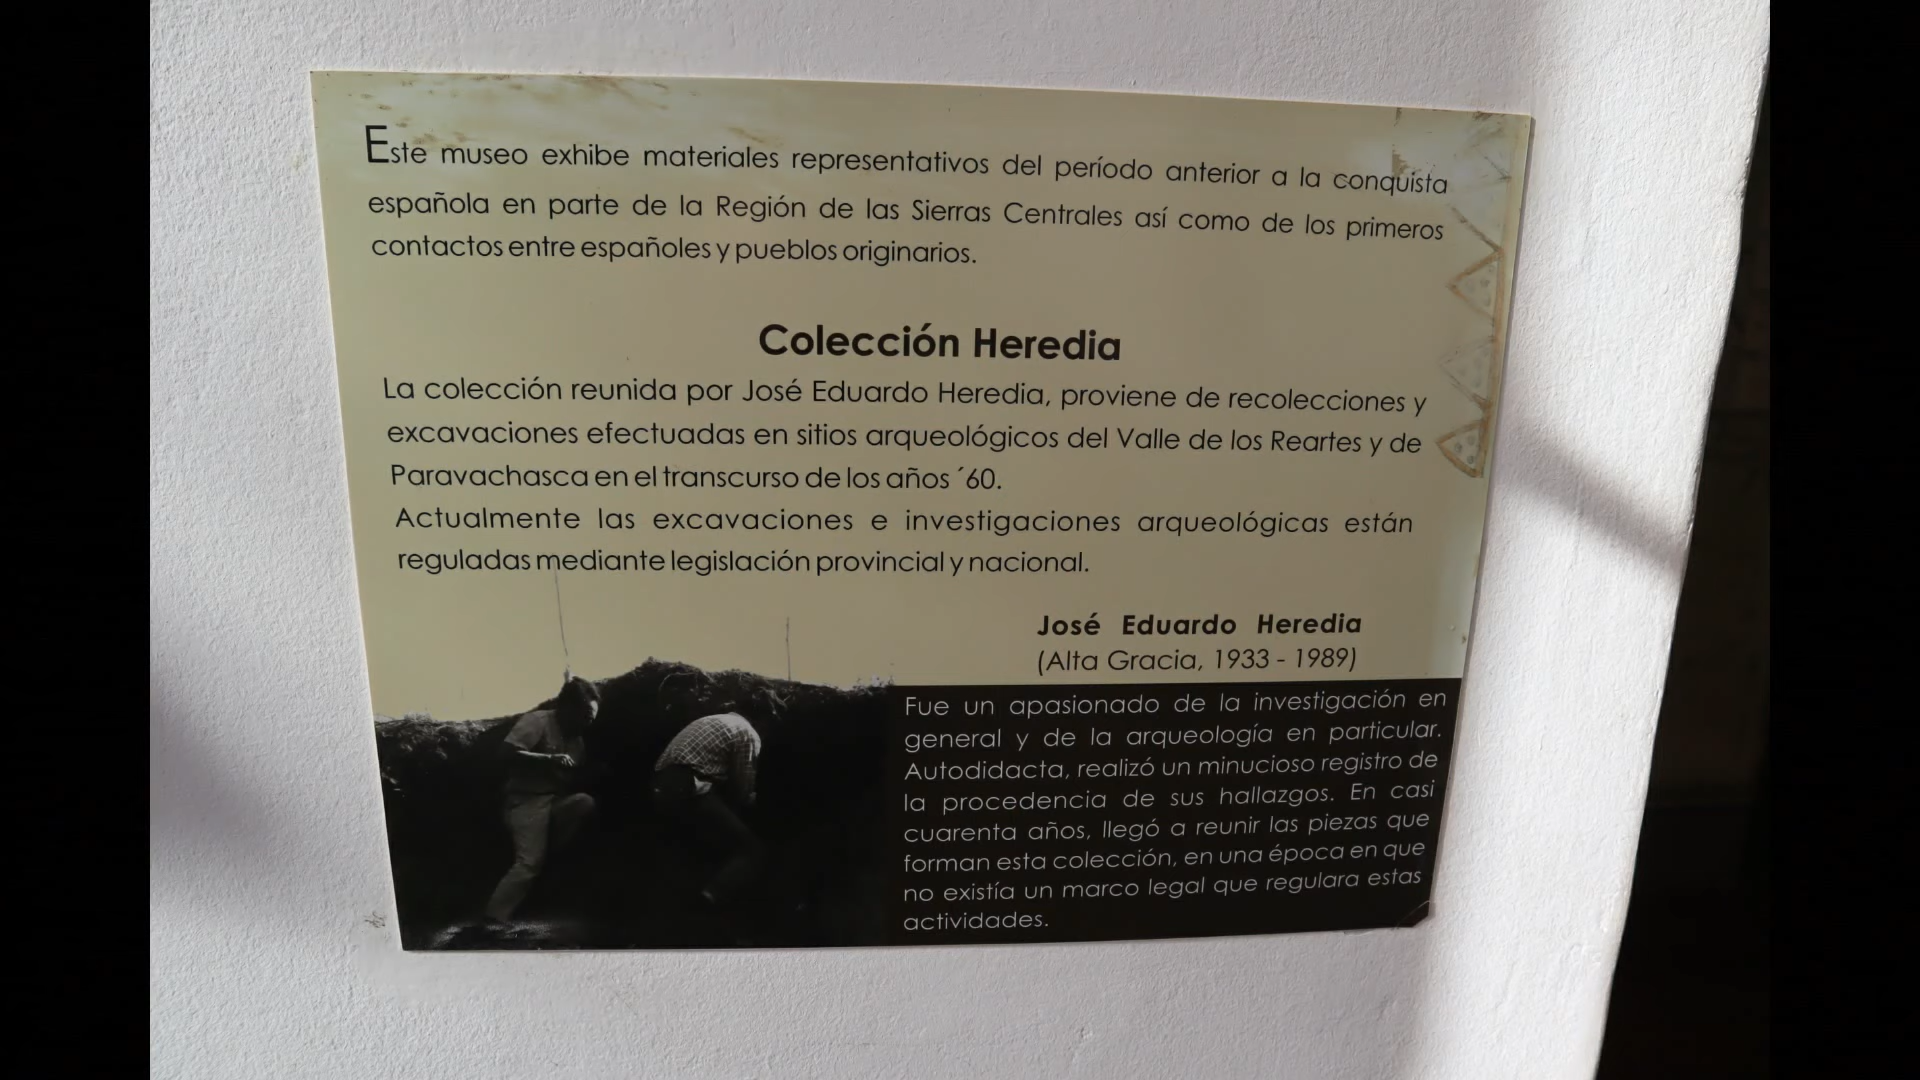 Este museo exhibe materiales representativos del período anterior a la conquista
española en parte de la Región de las Sierras Centrales así como de los primeros
contactos entre españoles y pueblos originarios.
Colección Heredia
La colección reunida por José Eduardo Heredia, proviene de recolecciones y
excavaciones efectuadas en sitios arqueológicos del Valle de los Reartes y de
Paravachasca en el transcurso de los años ´60.
Actualmente las excavaciones e investigaciones arqueológicas están
reguladas mediante legislación provincial y nacional.
José Eduardo Heredia
(Alta Gracia, 1933 - 1989)
Fue un apasionado de la investigación en
general y de la arqueología en particular.
Autodidacta, realizó un minucioso registro de
la procedencia de sus hallazgos. En casi
cuarenta años, llegó a reunir las piezas que
forman esta colección, en una época en que
no existía un marco legal que regulara estas
actividades.